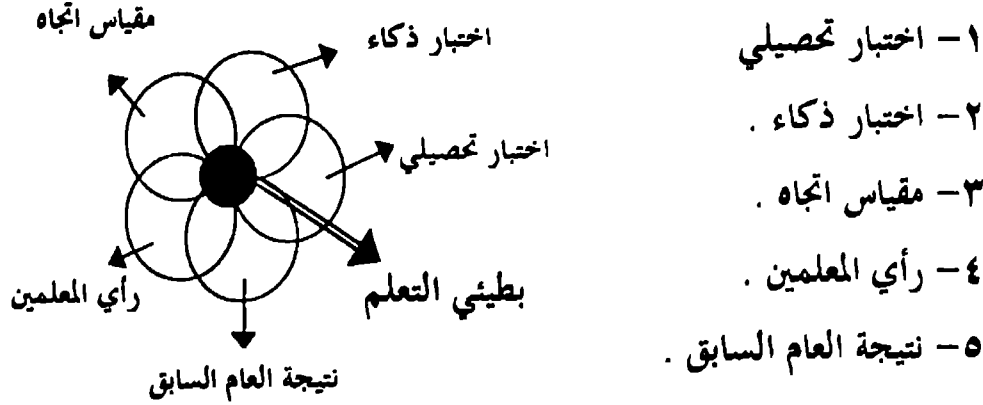 ١- اختبار تحصيلي
٢- اختبار ذكاء .
٣- مقياس اتجاه .
٤- رأي المعلمين .
٥- نتيجة العام السابق .
مقياس اتجاه
اختبار ذكاء
اختبار تحصيلي
بطيئي التعلم
رأي المعلمين
نتيجة العام السابق